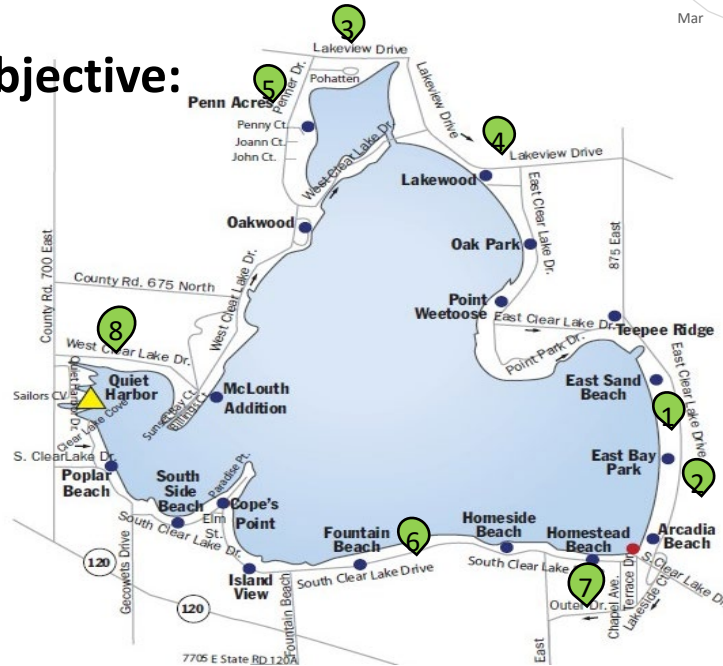 Mar
bjective:
3
Lakeview Drive
5
Penner Dr.
Pohatten
Lakeview Drive
Penn Acres
Penny Ct.
Joann Ct.
John Ct.
West Clear Lake Dr.
4
Lakeview Drive
Lakewood
East Clear Lake Dr.
875 East
Oakwood
Oak Park
County Rd. 700 East
County Rd. 675 North
West Clear Lake Dr.
Point
Weetoose
East Clear Lake Dr.
Teepee Ridge
Point Park Dr.
8
West Clear Lake Dr.
Quiet
Harbor
Quiet Harbor Dr.
Sailors CV
Clear Lake Cove
Sunset Bay Ct.
Billings Ct.
McLouth
Addition
East Sand
Beach
East Clear Lake Drive
1
East Bay
Park
2
S. ClearLake Dr.
Poplar
Beach
South
Side
Beach
Paradise Pt.
Cope's
Point
Elm
St.
South Clear Lake Dr.
Island
View
Fountain
Beach
6
South Clear Lake Drive
Homeside
Beach
Homestead
Beach
Arcadia
Beach
South Clear Lake
S. Clear Lake Dr
7
Outer Dr.
Chapel Ave.
Terrace Dr.
Lakeside Ct.
120
Gecowets Drive
120
Fountain Beach
East
7705 E State RD 120A